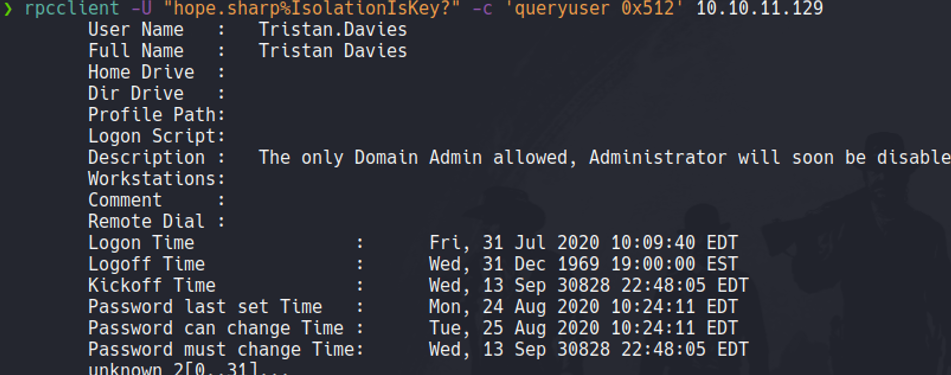 ❯ rpcclient -U "hope.sharp%IsolationIsKey?" -c 'queryuser 0x512' 10.10.11.129
User Name   :   Tristan.Davies
Full Name   :   Tristan Davies
Home Drive  :
Dir Drive   :
Profile Path:
Logon Script:
Description :   The only Domain Admin allowed, Administrator will soon be disable
Workstations:
Comment     :
Remote Dial :
Logon Time               :      Fri, 31 Jul 2020 10:09:40 EDT
Logoff Time              :      Wed, 31 Dec 1969 19:00:00 EST
Kickoff Time             :      Wed, 13 Sep 30828 22:48:05 EDT
Password last set Time   :      Mon, 24 Aug 2020 10:24:11 EDT
Password can change Time :      Tue, 25 Aug 2020 10:24:11 EDT
Password must change Time:      Wed, 13 Sep 30828 22:48:05 EDT
unknown_2[0..31]...